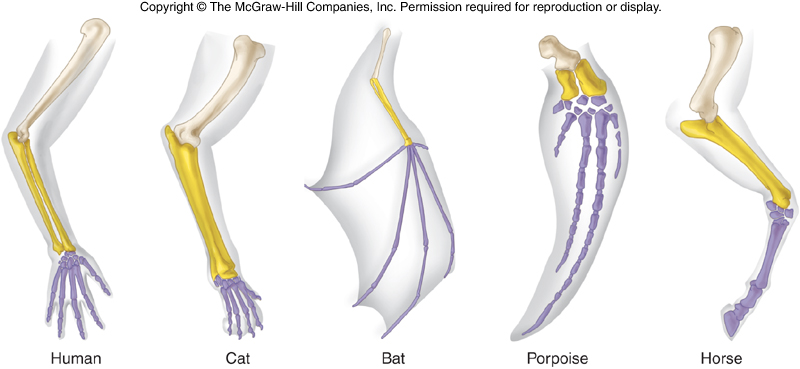 Copyright © The McGraw-Hill Companies, Inc. Permission required for reproduction or display.
Human
Cat
Bat
Porpoise
Horse